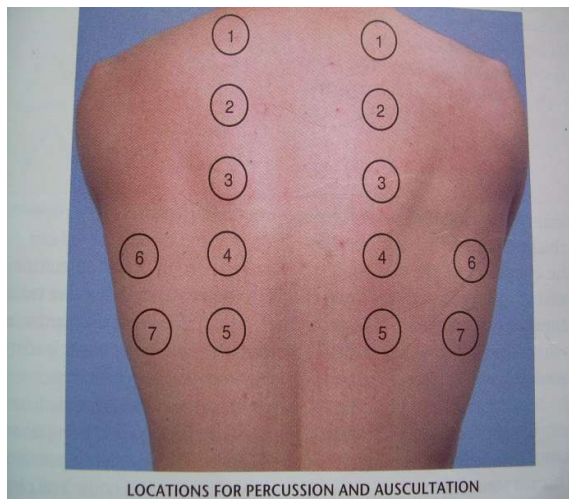 1 1
2 2
3 3
6 4 4 6
7 5 5 7
LOCATIONS FOR PERCUSSION AND AUSCULTATION